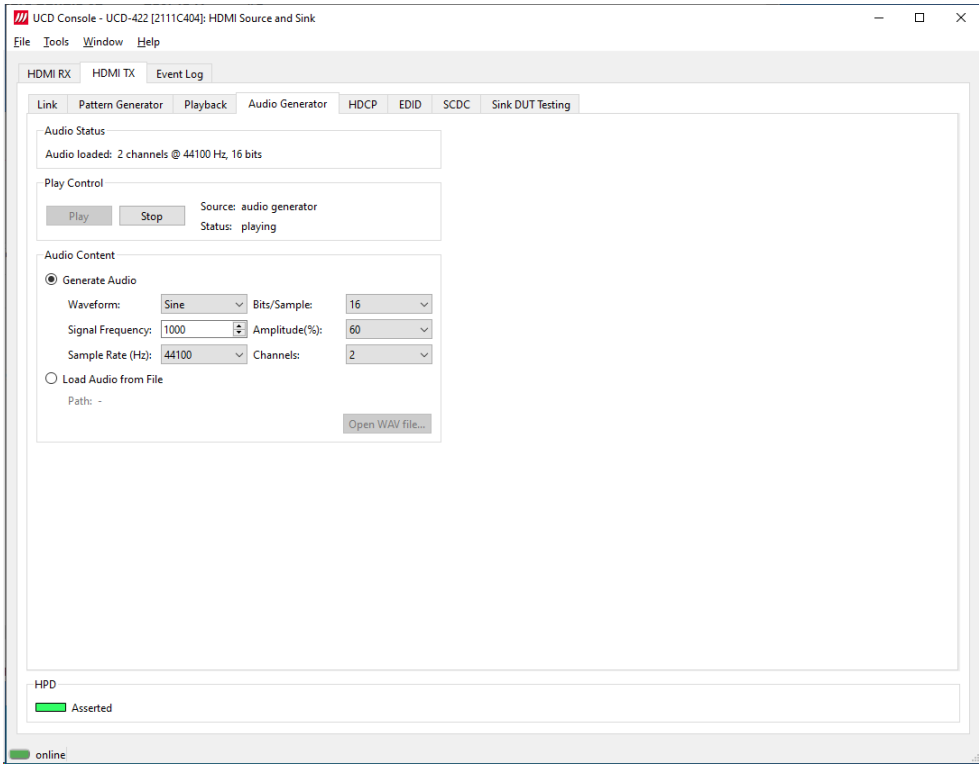 UCD Console - UCD-422 [2111C404]: HDMI Source and Sink
File Tools Window Help
HDMI RX HDMI TX Event Log
Link Pattern Generator Playback Audio Generator HDCP EDID SCDC Sink DUT Testing
Audio Status
Audio loaded: 2 channels @ 44100 Hz, 16 bits
Play Control
Play Stop Source: audio generator
Status: playing
Audio Content
Generate Audio
Waveform: Sine Bits/Sample: 16
Signal Frequency: 1000 Amplitude(%): 60
Sample Rate (Hz): 44100 Channels: 2
Load Audio from File
Path: -
Open WAV file...
HPD
Asserted
online